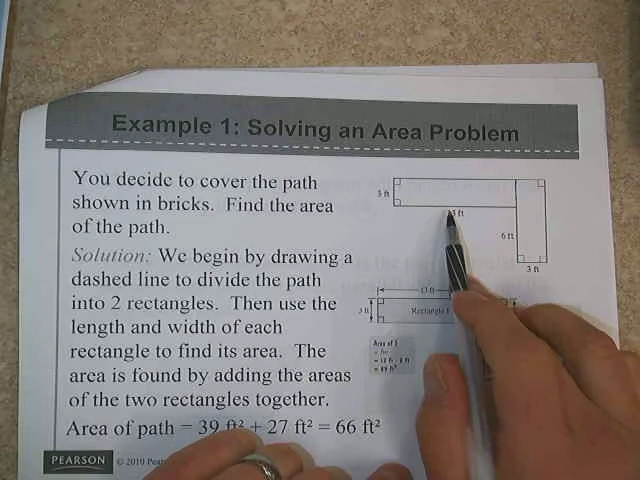 Example 1: Solving an Area Problem
You decide to cover the path
shown in bricks. Find the area
of the path.
3 ft
ft
6 ft
3 ft
Solution: We begin by drawing a
dashed line to divide the path
into 2 rectangles. Then use the
length and width of each
rectangle to find its area. The
area is found by adding the areas
of the two rectangles together.
13 ft
3 ft
Rectangle
Area of 1
Area of path = 39 ft² + 27 ft² = 66 ft²
PEARSON
© 2010